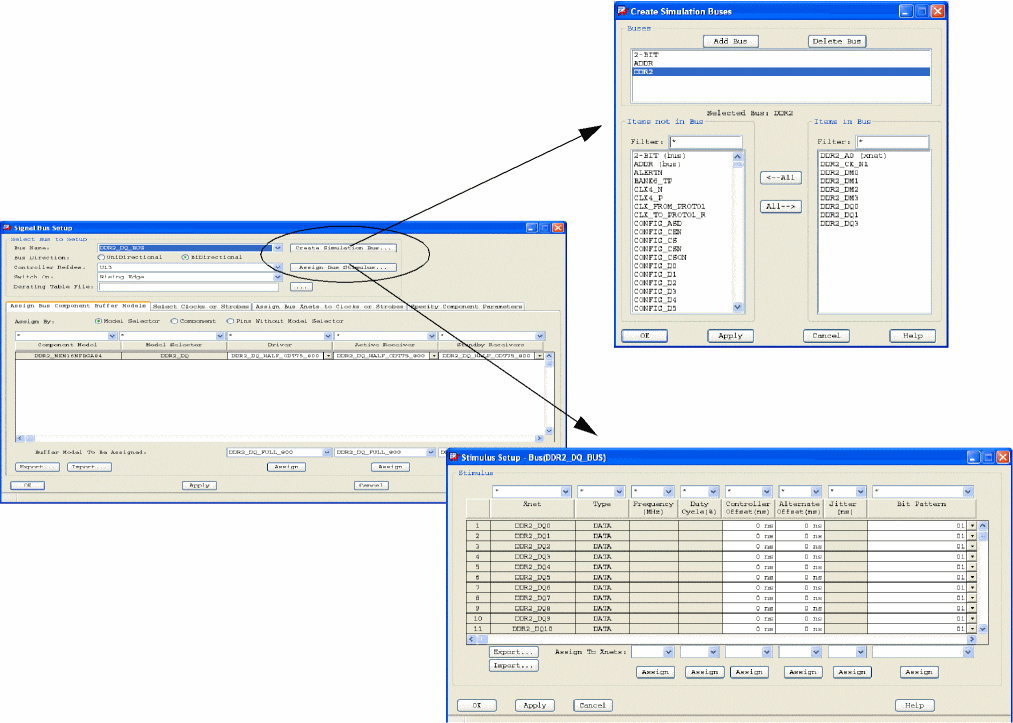 Create Simulation Buses
Buses
Add Bus
Delete Bus
2-BIT
ADDR
DDR2
Selected Bus: DDR2
Items not in Bus
Items in Bus
Filter: *
Filter: *
2-BIT (bus)
ADDR (bus)
ALERTN
BANK6_TP
CLK4_N
CLK4_P
CLK_FROM_PROTO1
CLK_TO_PROTO1_R
CONFIG_ASD
CONFIG_CEN
CONFIG_CS
CONFIG_CSN
CONFIG_CSON
CONFIG_D0
CONFIG_D1
CONFIG_D2
CONFIG_D3
CONFIG_D4
CONFIG_D5
<--All
All-->
DDR2_A0 (xnet)
DDR2_CK_N1
DDR2_DM0
DDR2_DM1
DDR2_DM2
DDR2_DM3
DDR2_DQ0
DDR2_DQ1
DDR2_DQ3
OK
Apply
Cancel
Help
Signal Bus Setup
Select Bus to Setup
Bus Name: DDR2_DQ_BUS
Create Simulation Bus...
Bus Direction: UniDirectional BiDirectional
Controller Refdes: U13
Assign Bus Stimulus...
Switch On: Rising Edge
Derating Table File: ...
Assign Bus Component Buffer Models
Select Clocks or Strobes
Assign Bus Xnets to Clocks or Strobes
Specify Component Parameters
Assign By: Model Selector Component Pins Without Model Selector
* * * * *
Component Model Model Selector Driver Active Receiver Standby Receivers
DDR2_DQ DDR2_DQ_HALF_ODT75_800 DDR2_DQ_HALF_ODT75_800 DDR2_DQ_HALF_ODT75_800
Buffer Model To Be Assigned: DDR2_DQ_FULL_800 DDR2_DQ_FULL_800
Export... Import... Assign Assign
OK Apply Cancel
Stimulus Setup - Bus(DDR2_DQ_BUS)
Stimulus
* * * * * * * *
Xnet Type Frequency (MHz) Duty Cycle(%) Controller Offset(ns) Alternate Offset(ns) Jitter (ns) Bit Pattern
1 DDR2_DQ0 DATA 0 ns 0 ns 01
2 DDR2_DQ1 DATA 0 ns 0 ns 01
3 DDR2_DQ2 DATA 0 ns 0 ns 01
4 DDR2_DQ3 DATA 0 ns 0 ns 01
5 DDR2_DQ4 DATA 0 ns 0 ns 01
6 DDR2_DQ5 DATA 0 ns 0 ns 01
7 DDR2_DQ6 DATA 0 ns 0 ns 01
8 DDR2_DQ7 DATA 0 ns 0 ns 01
9 DDR2_DQ8 DATA 0 ns 0 ns 01
10 DDR2_DQ9 DATA 0 ns 0 ns 01
11 DDR2_DQ10 DATA 0 ns 0 ns 01
Export... Assign To Xnets:
Import... Assign Assign Assign Assign Assign Assign
OK Apply Cancel Help